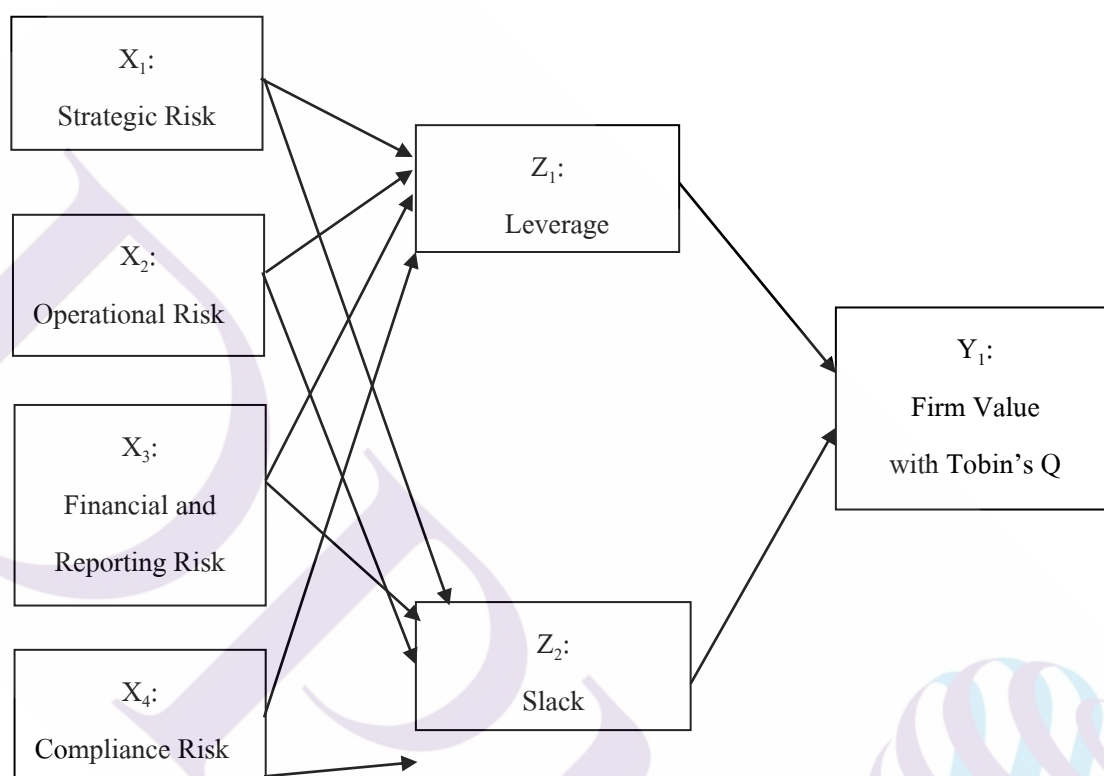 X₁:
Strategic Risk
X₂:
Operational Risk
X₃:
Financial and
Reporting Risk
X₄:
Compliance Risk
Z₁:
Leverage
Z₂:
Slack
Y₁:
Firm Value
with Tobin’s Q